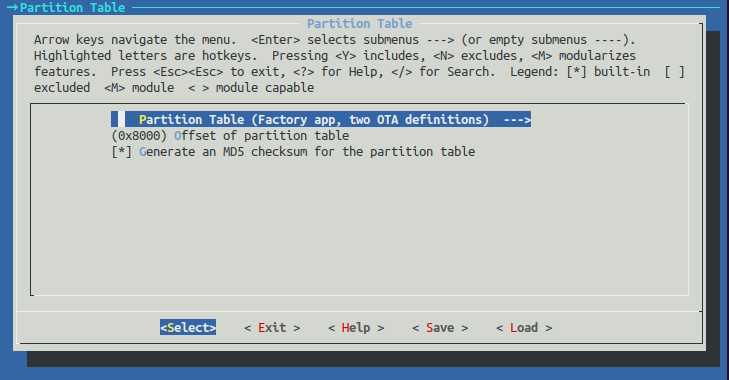 →Partition Table
Partition Table
Arrow keys navigate the menu.  <Enter> selects submenus ---> (or empty submenus ----).
Highlighted letters are hotkeys.  Pressing <Y> includes, <N> excludes, <M> modularizes
features.  Press <Esc><Esc> to exit, <?> for Help, </> for Search.  Legend: [*] built-in  [ ]
excluded  <M> module  < > module capable
Partition Table (Factory app, two OTA definitions)  --->
(0x8000) Offset of partition table
[*] Generate an MD5 checksum for the partition table
<Select>    < Exit >    < Help >    < Save >    < Load >